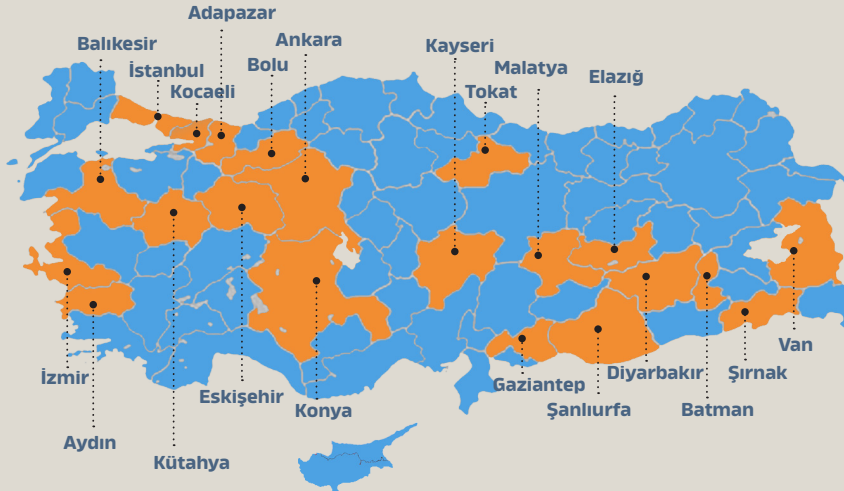 Adapazar
Balıkesir
Ankara
Kayseri
İstanbul
Bolu
Malatya
Elazığ
Kocaeli
Tokat
Van
İzmir
Diyarbakır
Şırnak
Gaziantep
Eskişehir
Konya
Şanlıurfa
Batman
Aydın
Kütahya